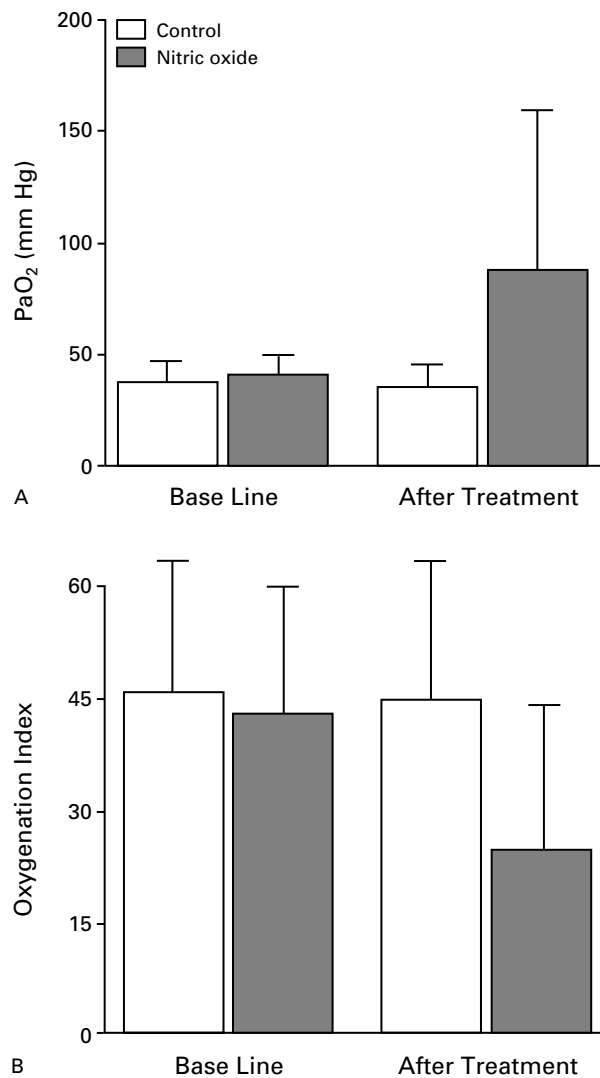 200
Control
Nitric oxide
150
PaO₂ (mm Hg)
100
50
0
A
Base Line
After Treatment
60
45
Oxygenation Index
30
15
0
B
Base Line
After Treatment